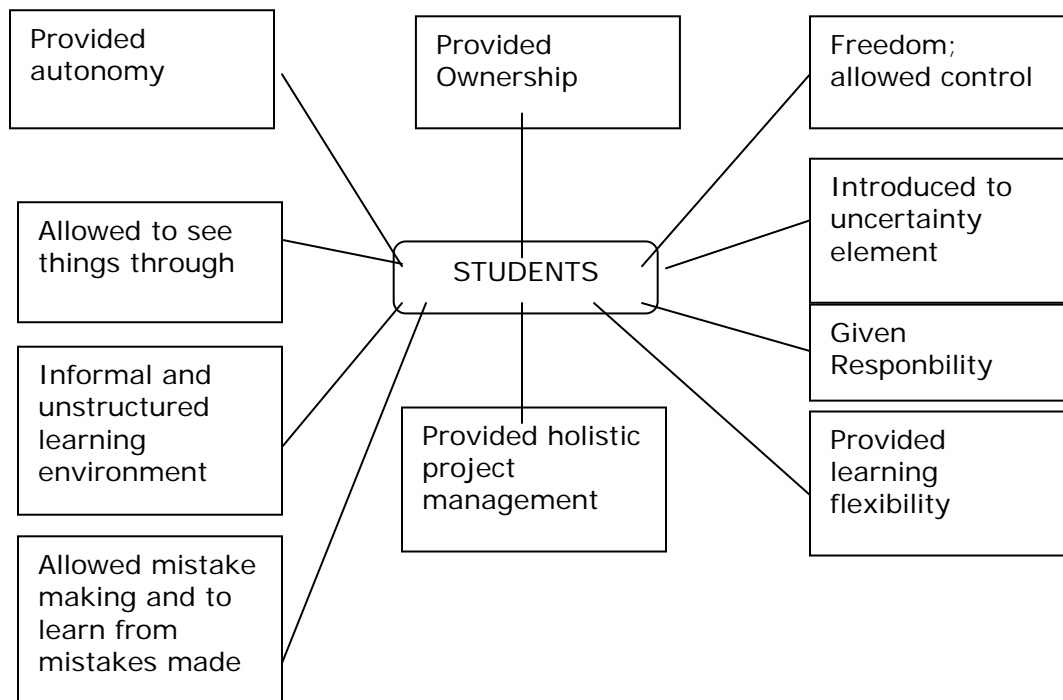 Provided
autonomy
Provided
Ownership
Freedom;
allowed control
Allowed to see
things through
STUDENTS
Introduced to
uncertainty
element
Informal and
unstructured
learning
environment
Provided holistic
project
management
Given
Responbility
Provided
learning
flexibility
Allowed mistake
making and to
learn from
mistakes made